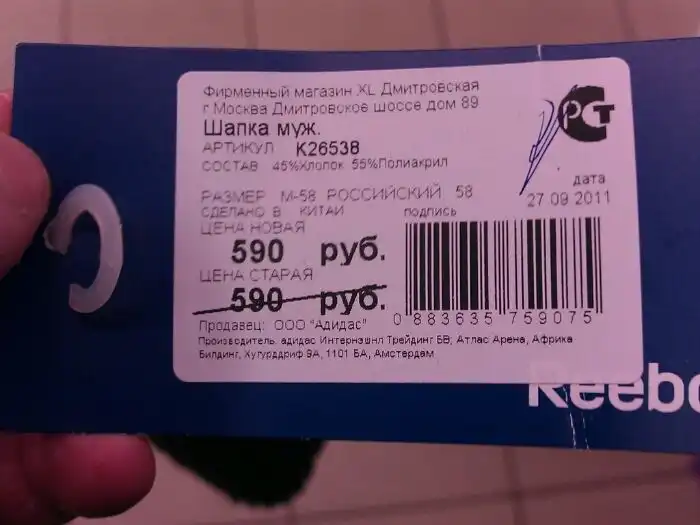 Фирменный магазин XL Дмитровская
г Москва Дмитровское шоссе дом 89
Шапка муж.
АРТИКУЛ K26538
СОСТАВ 45%Хлопок 55%Полиакрил
РСТ
дата
27 09 2011
РАЗМЕР M-58 РОССИЙСКИЙ 58
СДЕЛАНО В КИТАИ
подпись
ЦЕНА НОВАЯ
590 руб.
ЦЕНА СТАРАЯ
590 руб.
Продавец: ООО "Адидас"
0 883635 759075
Производитель. адидас Интернэшнл Трейдинг БВ, Атлас Арена, Африка
Билдинг, Хугурддриф 9А, 1101 БА, Амстердам
Reebo